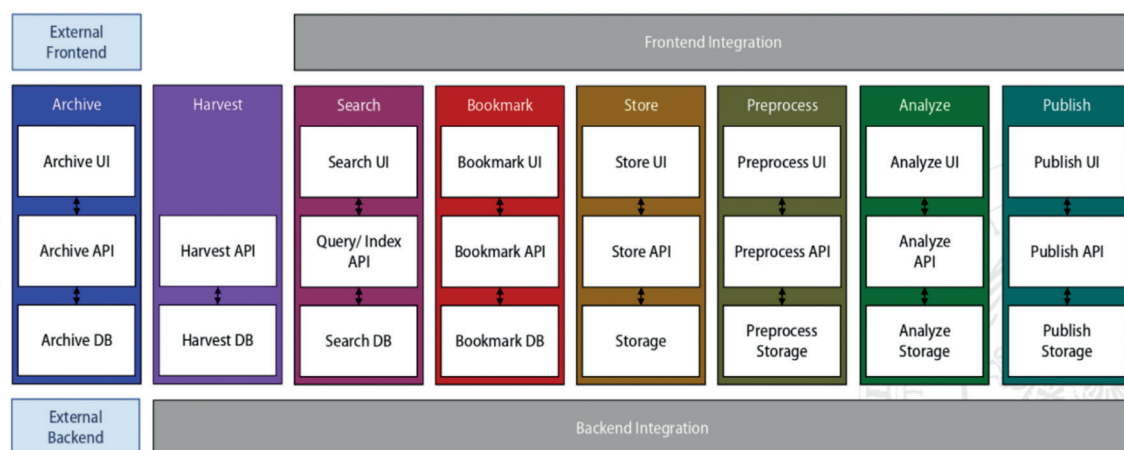 External
Frontend
Frontend Integration
Archive
Harvest
Search
Bookmark
Store
Preprocess
Analyze
Publish
Archive UI
Search UI
Bookmark UI
Store UI
Preprocess UI
Analyze UI
Publish UI
Archive API
Harvest API
Query/ Index
API
Bookmark API
Store API
Preprocess API
Analyze
API
Publish API
Archive DB
Harvest DB
Search DB
Bookmark DB
Storage
Preprocess
Storage
Analyze
Storage
Publish
Storage
External
Backend
Backend Integration